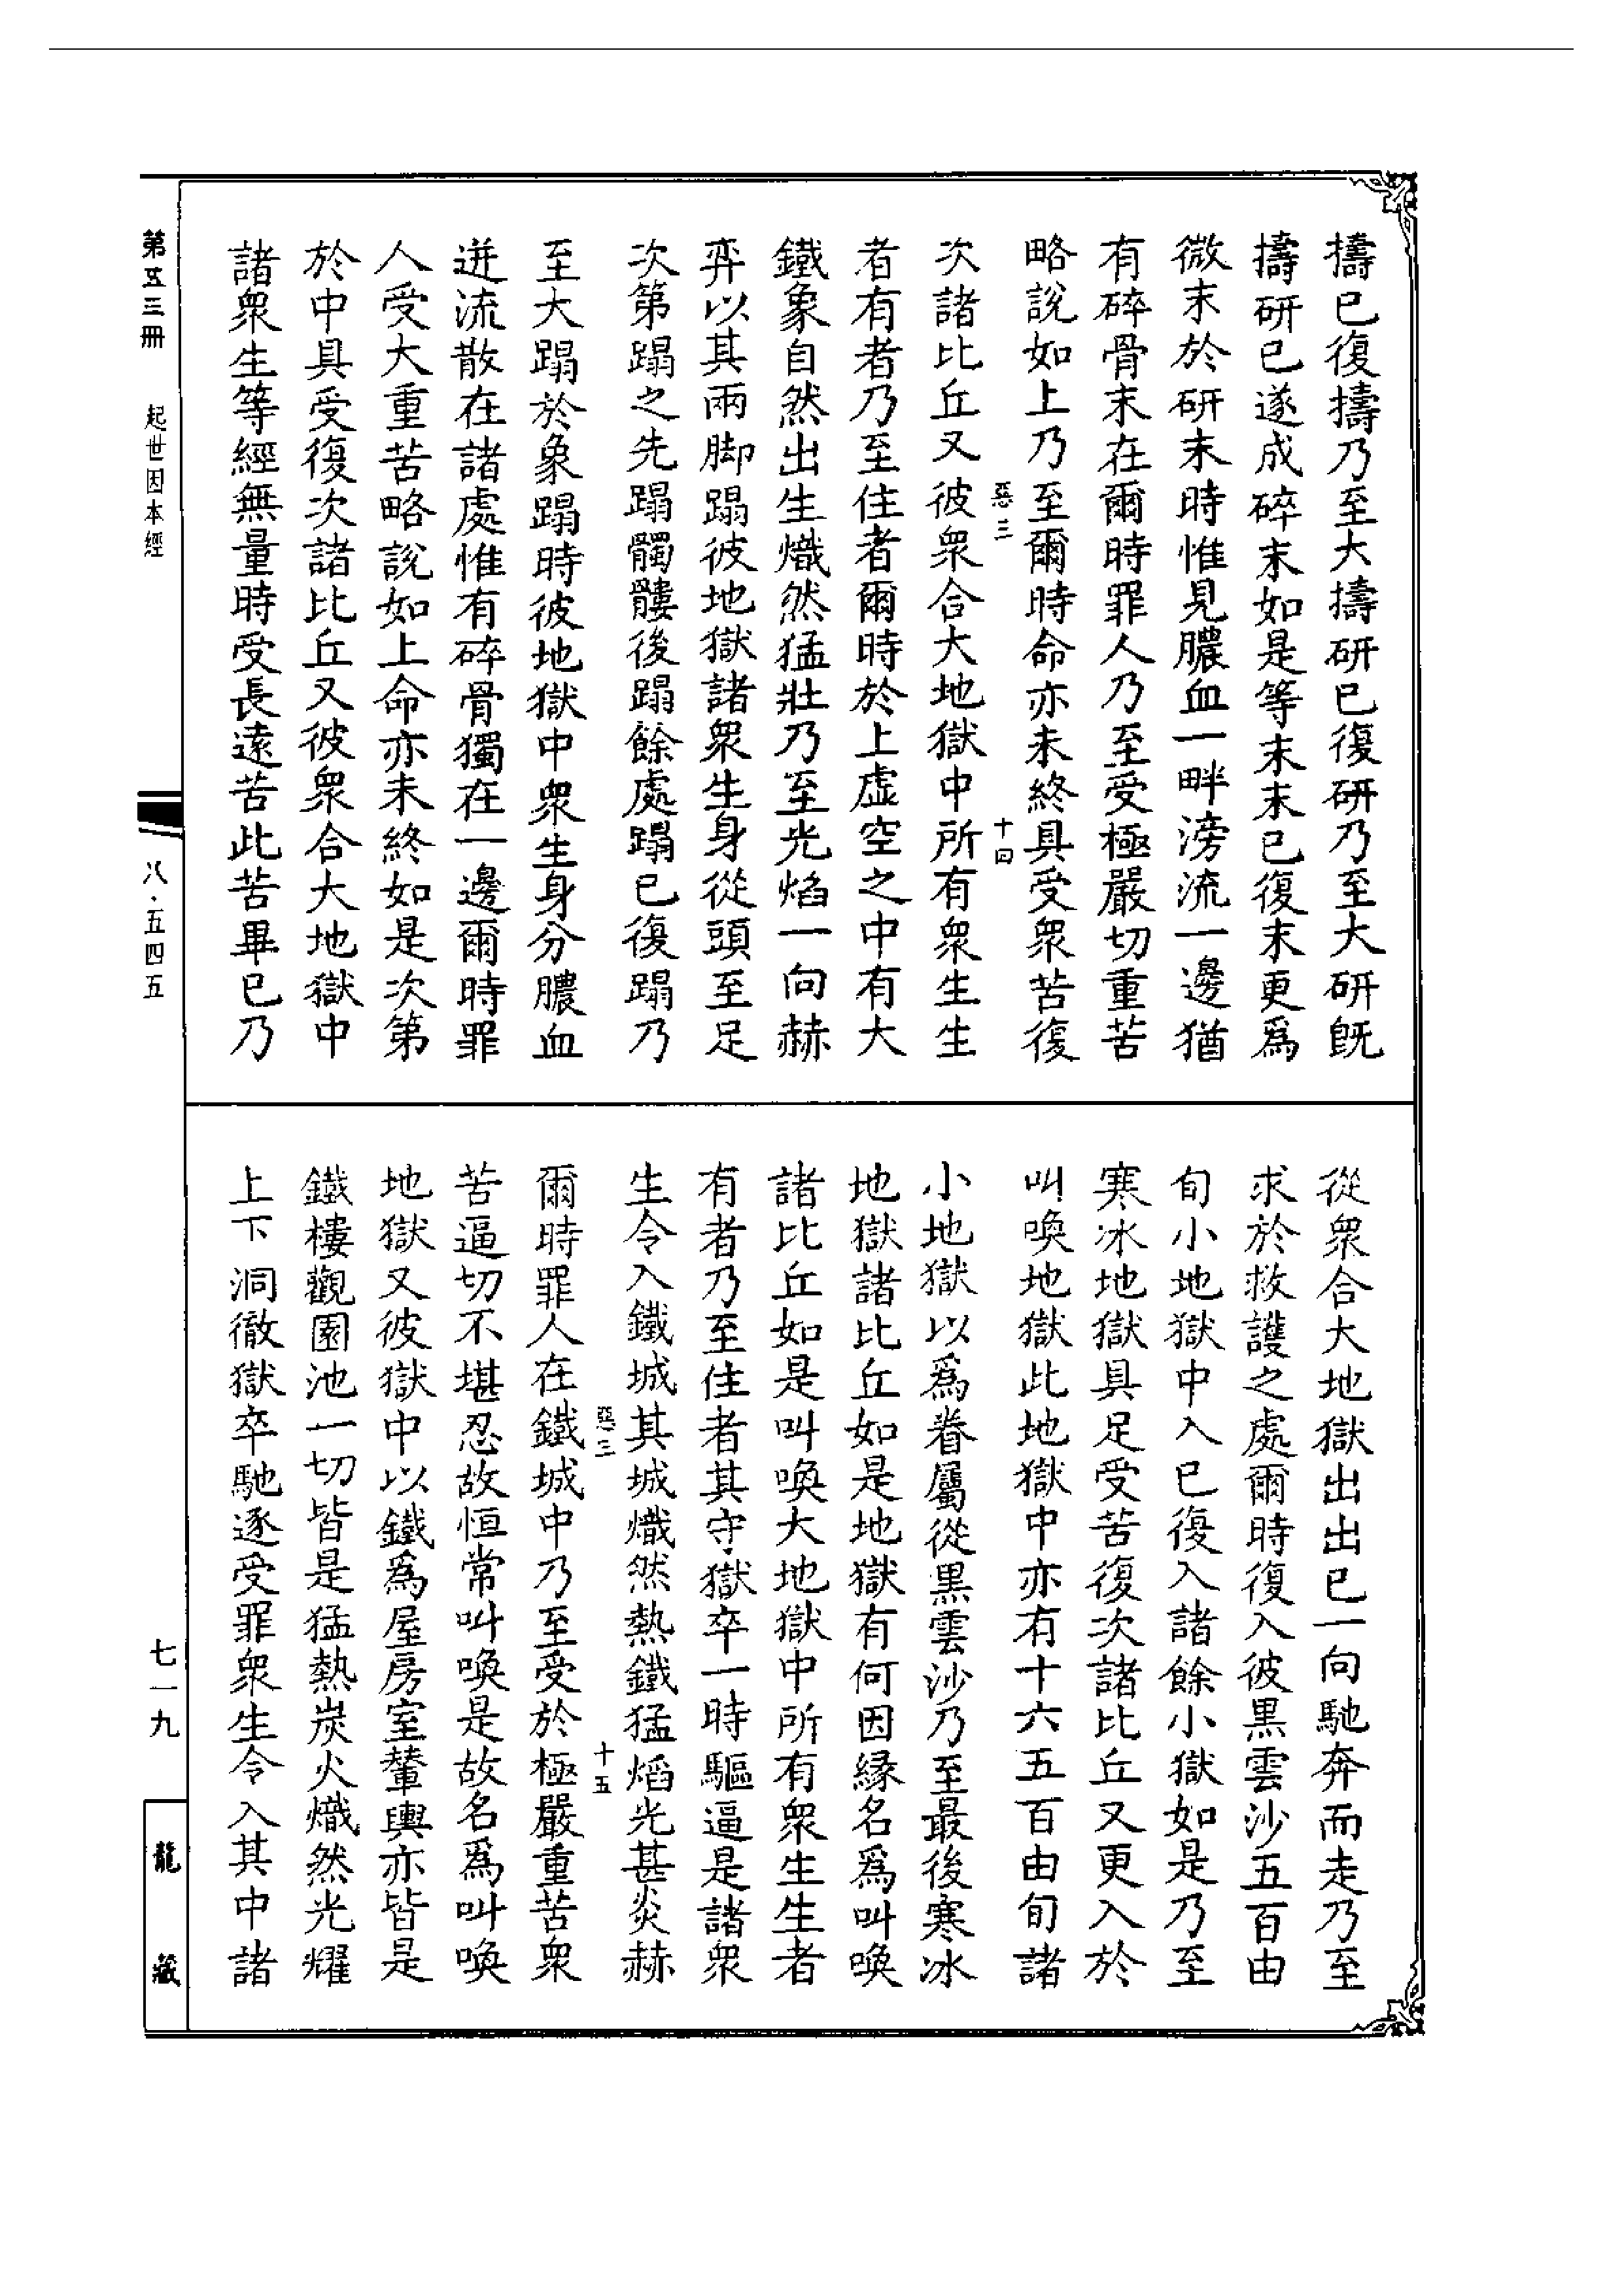 擣已復擣乃至大擣研已復研乃至大研旣
擣研已遂成碎末如是等末末已復末更爲
微末於研末時惟見膿血一畔滂流一邊猶
有碎骨末在爾時罪人乃至受極嚴切重苦
略說如上乃至爾時命亦未終具受衆苦復
惡三 十四
次諸比丘又彼衆合大地獄中所有衆生生
者有者乃至住者爾時於上虛空之中有大
鐵象自然出生熾然猛壯乃至光焰一向赫
弈以其兩脚蹋彼地獄諸衆生身從頭至足
次第蹋之先蹋髑髏後蹋餘處蹋已復蹋乃
至大蹋於象蹋時彼地獄中衆生身分膿血
迸流散在諸處惟有碎骨獨在一邊爾時罪
人受大重苦略說如上命亦未終如是次第
於中具受復次諸比丘又彼衆合大地獄中
諸衆生等經無量時受長遠苦此苦畢已乃
從衆合大地獄出出已一向馳奔而走乃至
求於救護之處爾時復入彼黑雲沙五百由
旬小地獄中入已復入諸餘小獄如是乃至
寒冰地獄具足受苦復次諸比丘又更入於
叫喚地獄此地獄中亦有十六五百由旬諸
小地獄以爲眷屬從黑雲沙乃至最後寒冰
地獄諸比丘如是地獄有何因緣名爲叫喚
諸比丘如是叫喚大地獄中所有衆生生者
有者乃至住者其守獄卒一時驅逼是諸衆
生令入鐵城其城熾然熱鐵猛焰光甚炎赫
惡三 十五
爾時罪人在鐵城中乃至受於極嚴重苦衆
苦逼切不堪忍故恒常叫喚是故名爲叫喚
地獄又彼獄中以鐵爲屋房室輦輿亦皆是
鐵樓觀園池一切皆是猛熱炭火熾然光耀
上下洞徹獄卒馳逐受罪衆生令入其中諸
第五三冊 起世因本經
八·五四五
七一九
龍藏